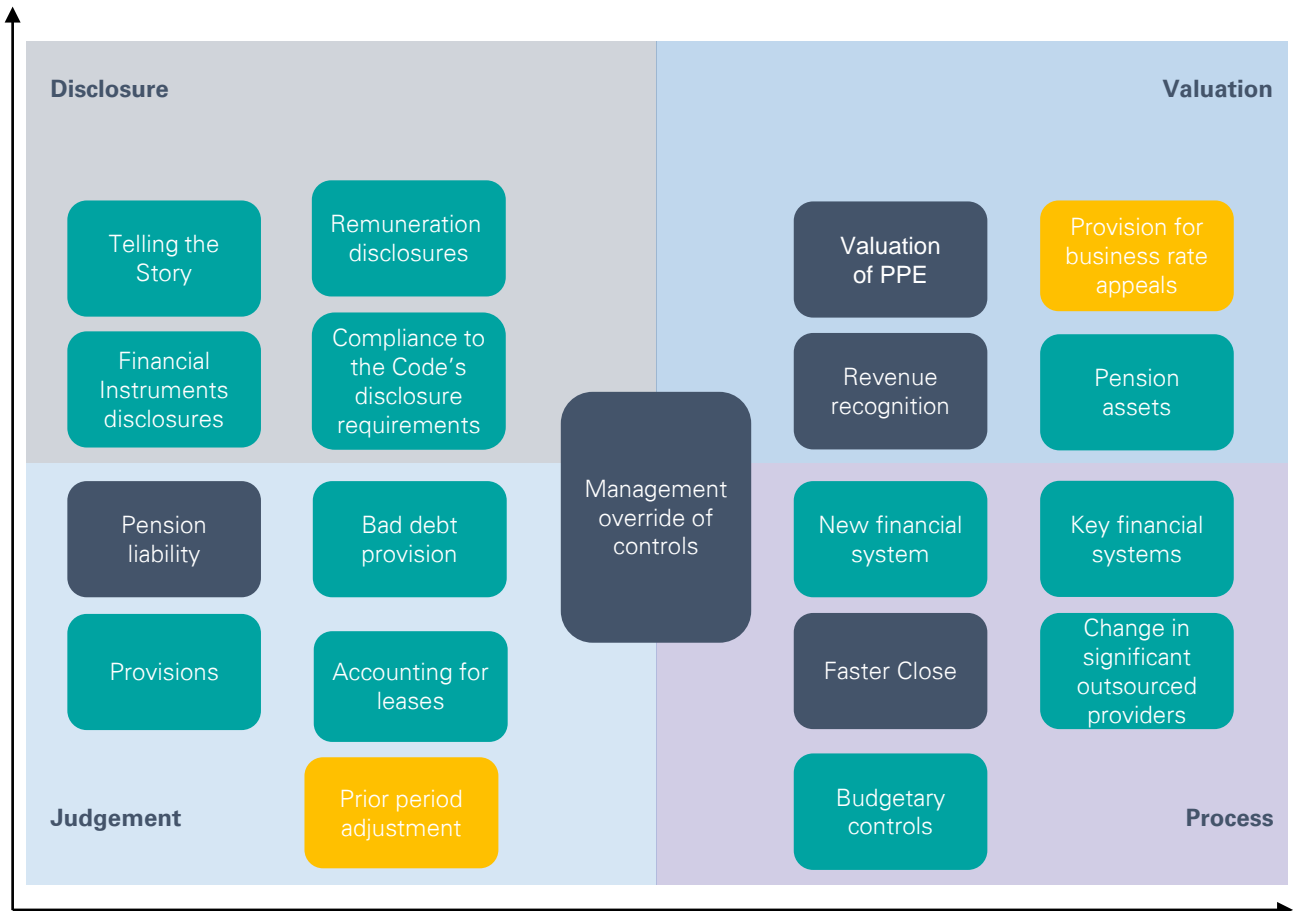 Disclosure
Valuation
Telling the
Story
Remuneration
disclosures
Financial
Instruments
disclosures
Compliance to
the Code's
disclosure
requirements
Valuation
of PPE
Provision for
business rate
appeals
Revenue
recognition
Pension
assets
Management
override of
controls
Pension
liability
Bad debt
provision
Provisions
Accounting for
leases
Prior period
adjustment
Judgement
New financial
system
Key financial
systems
Faster Close
Change in
significant
outsourced
providers
Budgetary
controls
Process